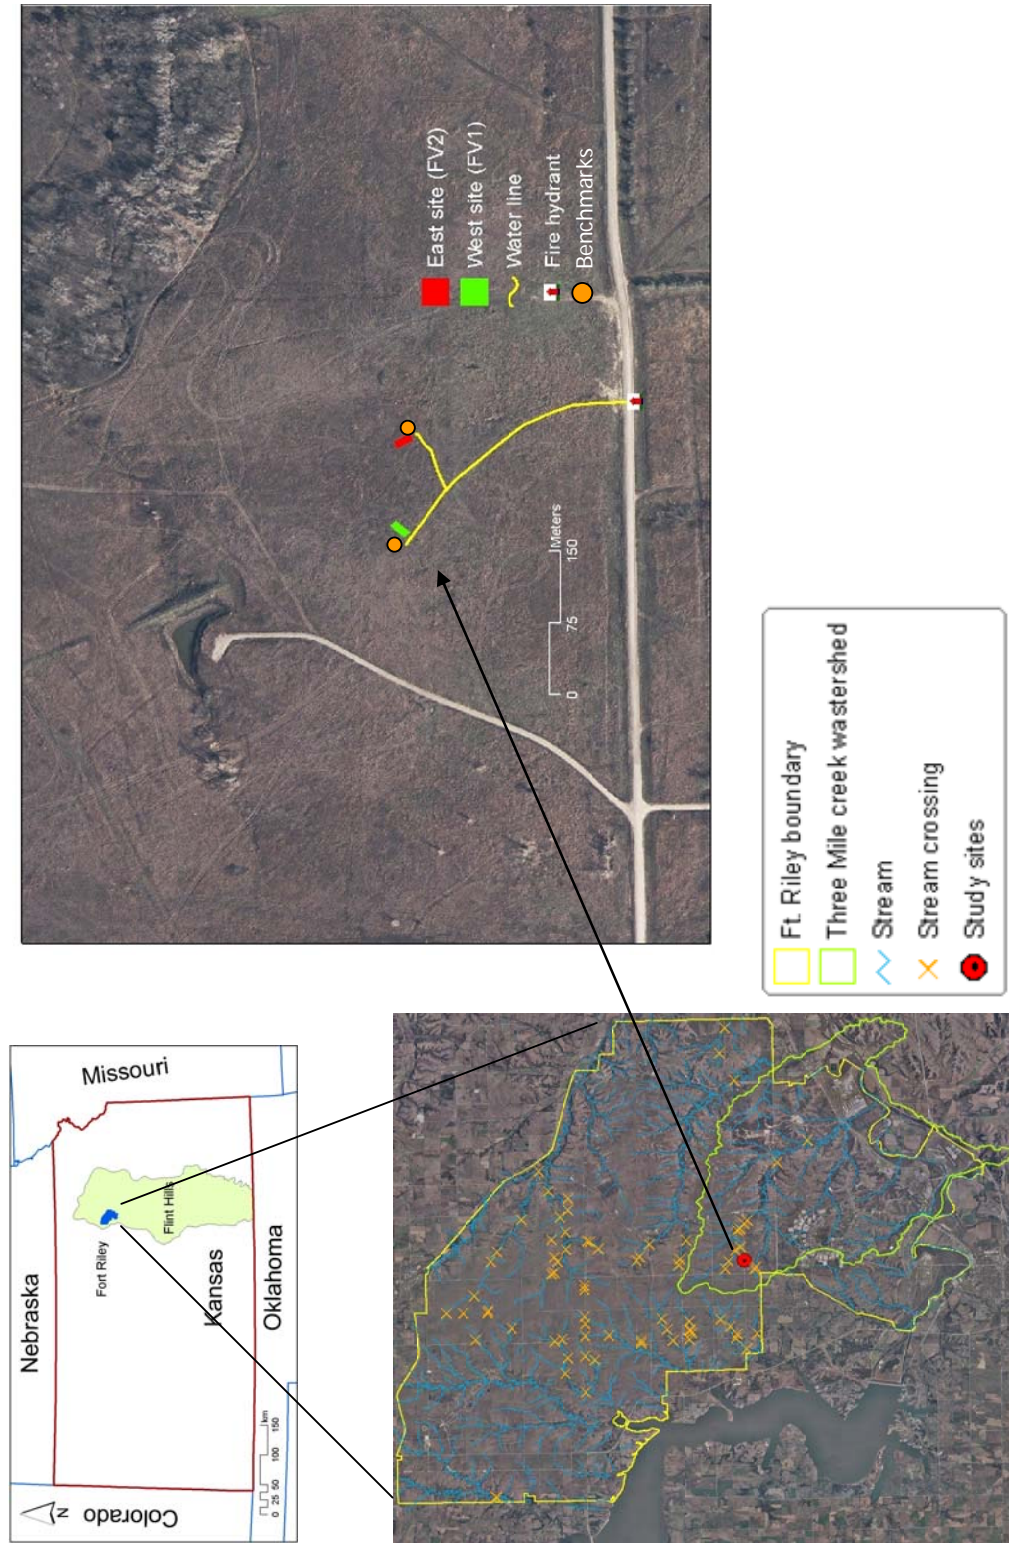 Nebraska
Missouri
Colorado
Kansas
Oklahoma
Fort Riley
Flint Hills
N
0 25 50 100 150
km
East site (FV2)
West site (FV1)
Water line
Fire hydrant
Benchmarks
0 75 150
Meters
Ft. Riley boundary
Three Mile creek wastershed
Stream
Stream crossing
Study sites